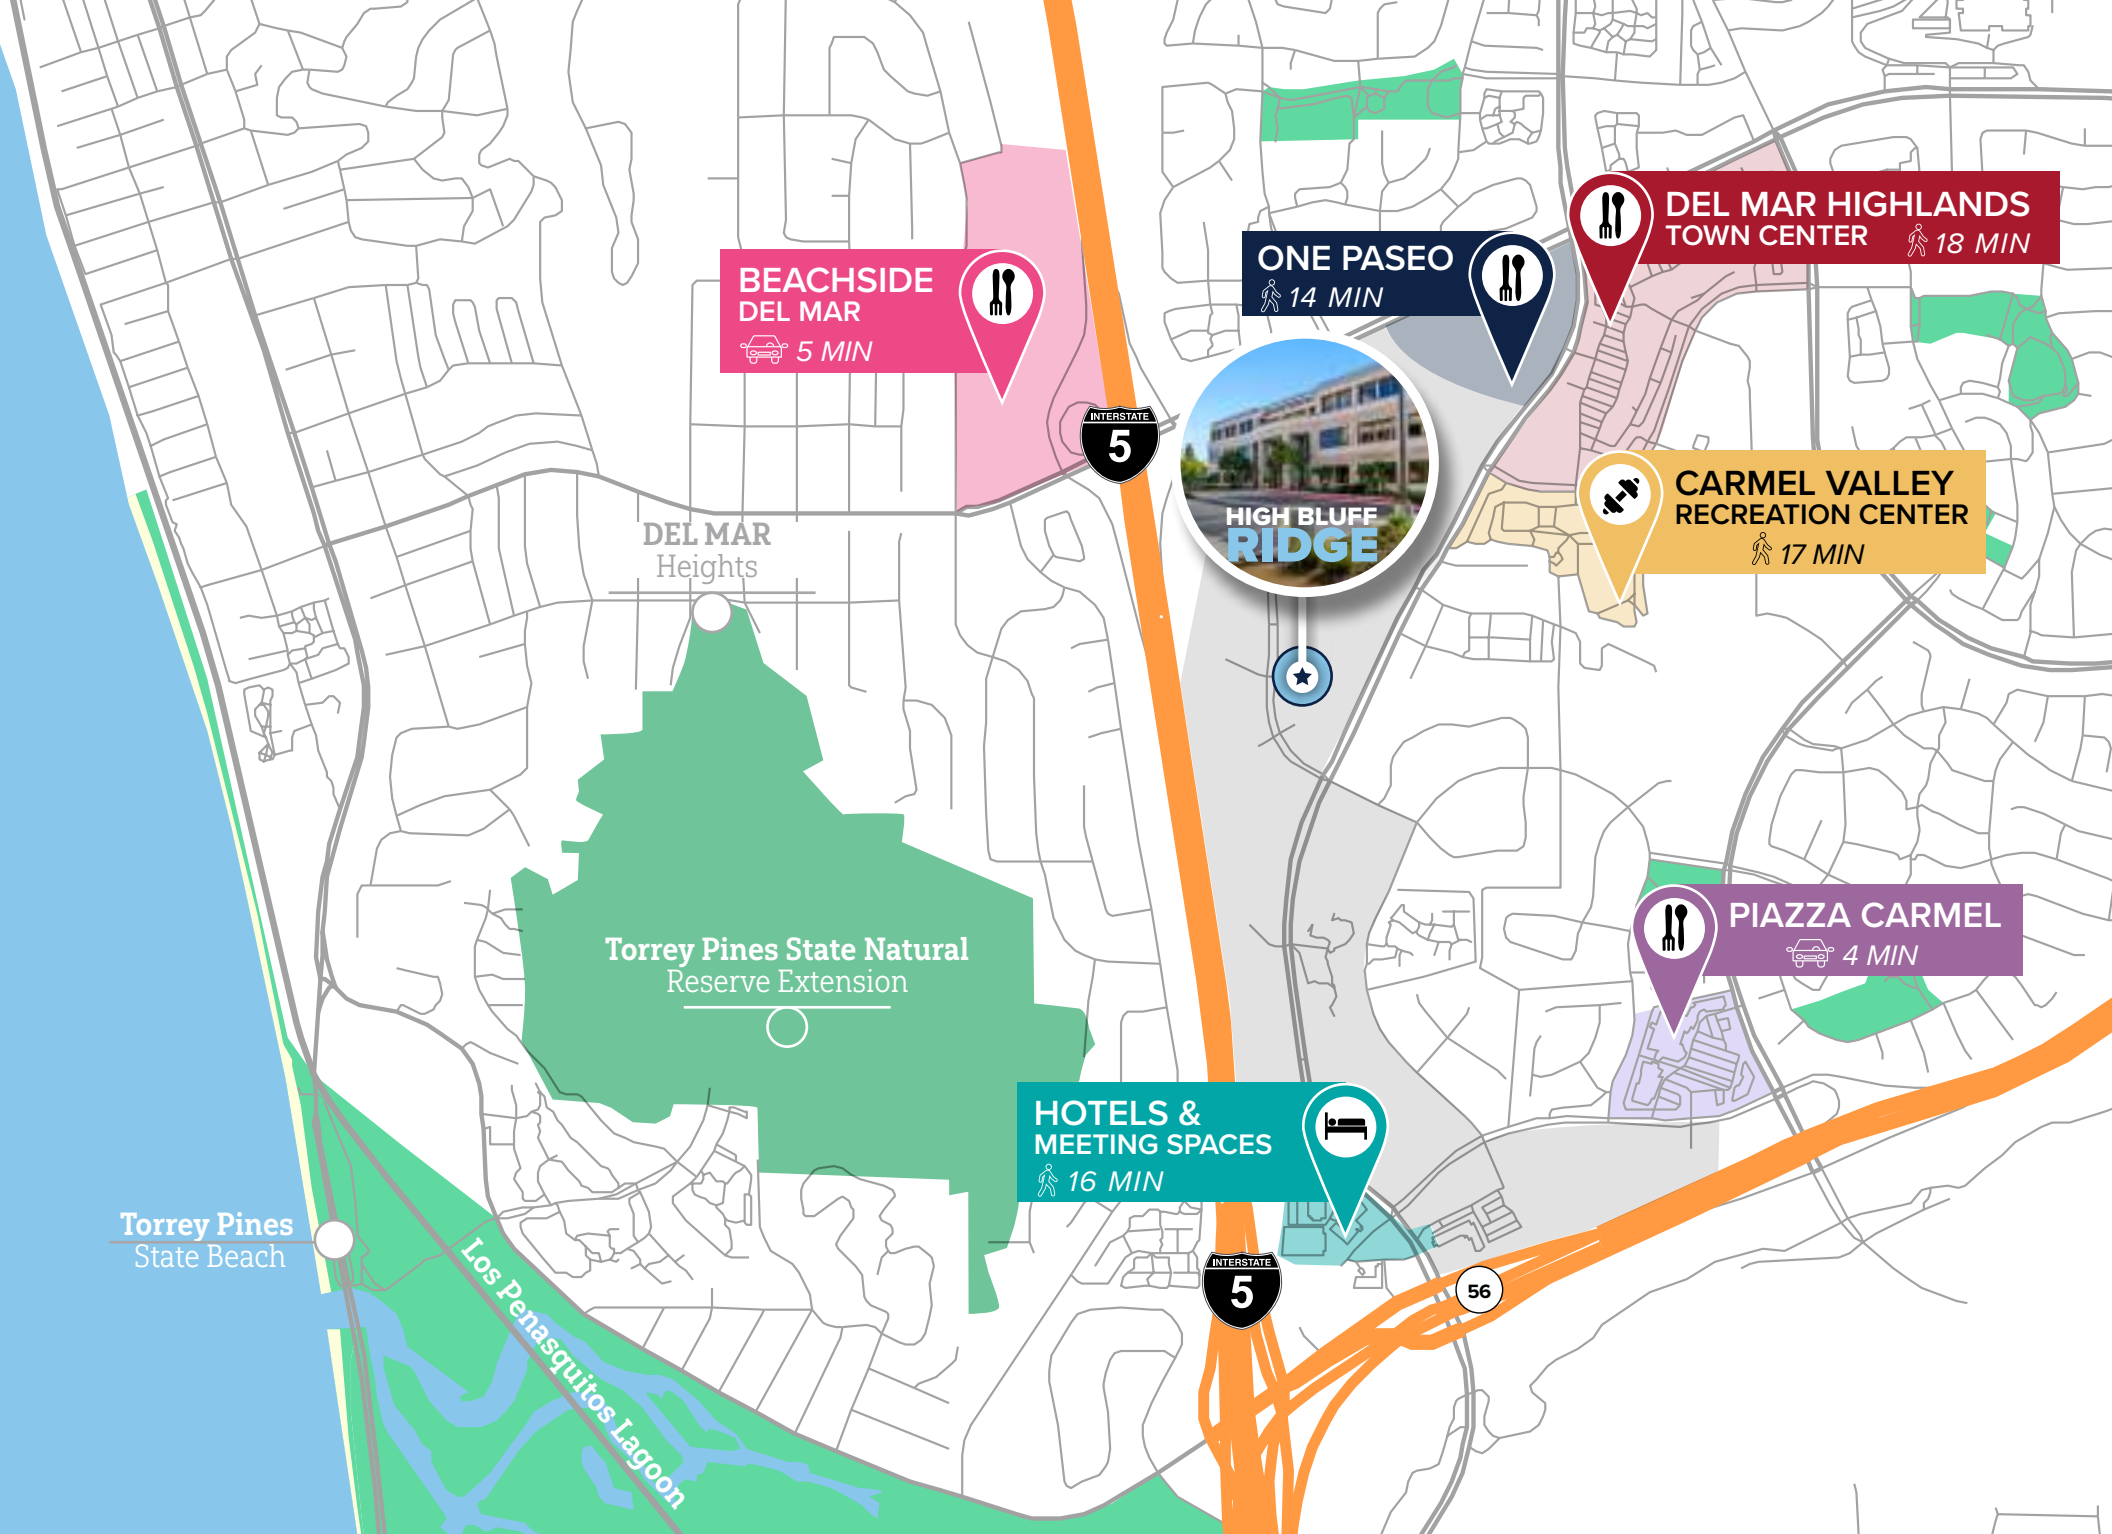 DEL MAR HIGHLANDS
TOWN CENTER
18 MIN
ONE PASEO
14 MIN
BEACHSIDE
DEL MAR
5 MIN
INTERSTATE
5
HIGH BLUFF
RIDGE
CARMEL VALLEY
RECREATION CENTER
17 MIN
DEL MAR
Heights
PIAZZA CARMEL
4 MIN
Torrey Pines State Natural
Reserve Extension
HOTELS &
MEETING SPACES
16 MIN
Torrey Pines
State Beach
Los Penasquitos Lagoon
INTERSTATE
5
56